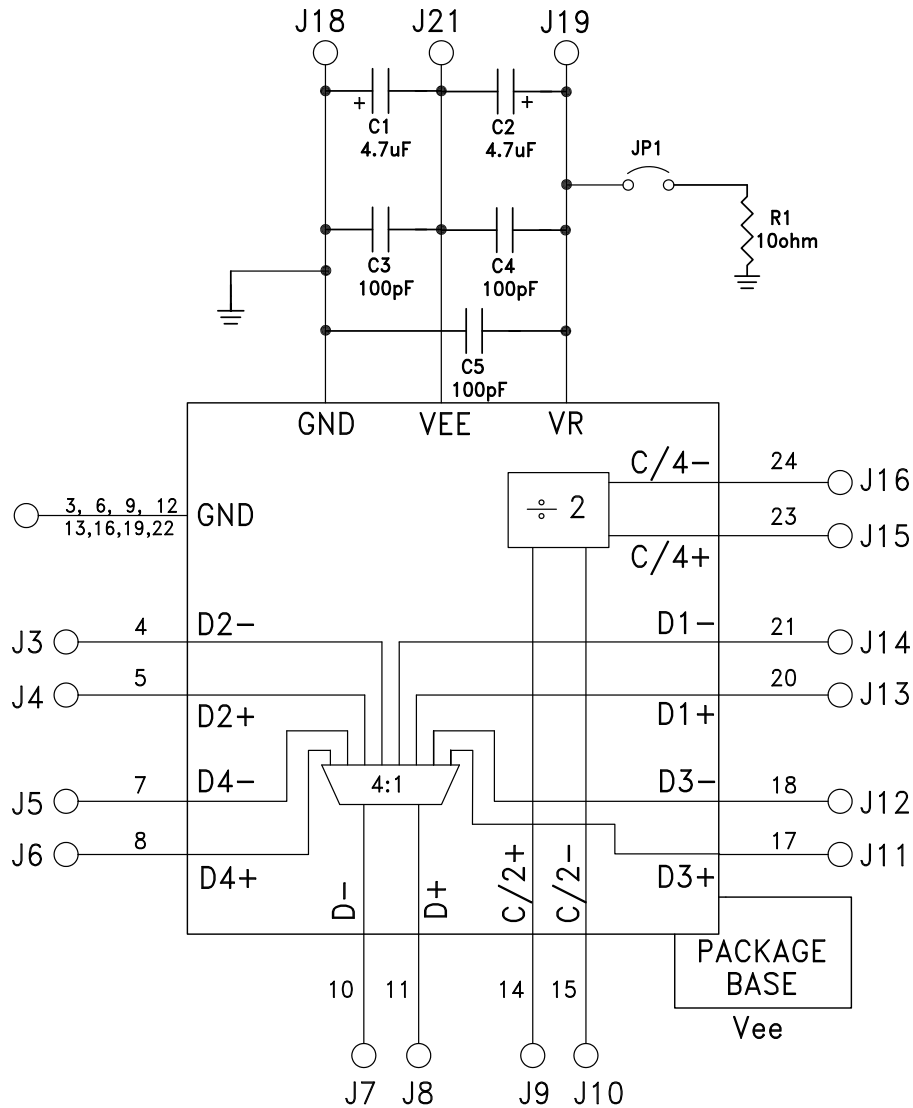 J18 J21 J19
+ +
C1 C2
4.7uF 4.7uF
JP1
R1
10ohm
C3 C4
100pF 100pF
C5
100pF
GND VEE VR
C/4- 24 J16
3, 6, 9, 12 GND
13,16,19,22
÷ 2
23 J15
C/4+
J3 4 D2- D1- 21 J14
J4 5 20 J13
D2+ D1+
J5 7 D4- 4:1 D3- 18 J12
J6 8 17 J11
D4+ D3+
D- D+ C/2+ C/2-
PACKAGE
BASE
10 11 14 15
Vee
J7 J8 J9 J10